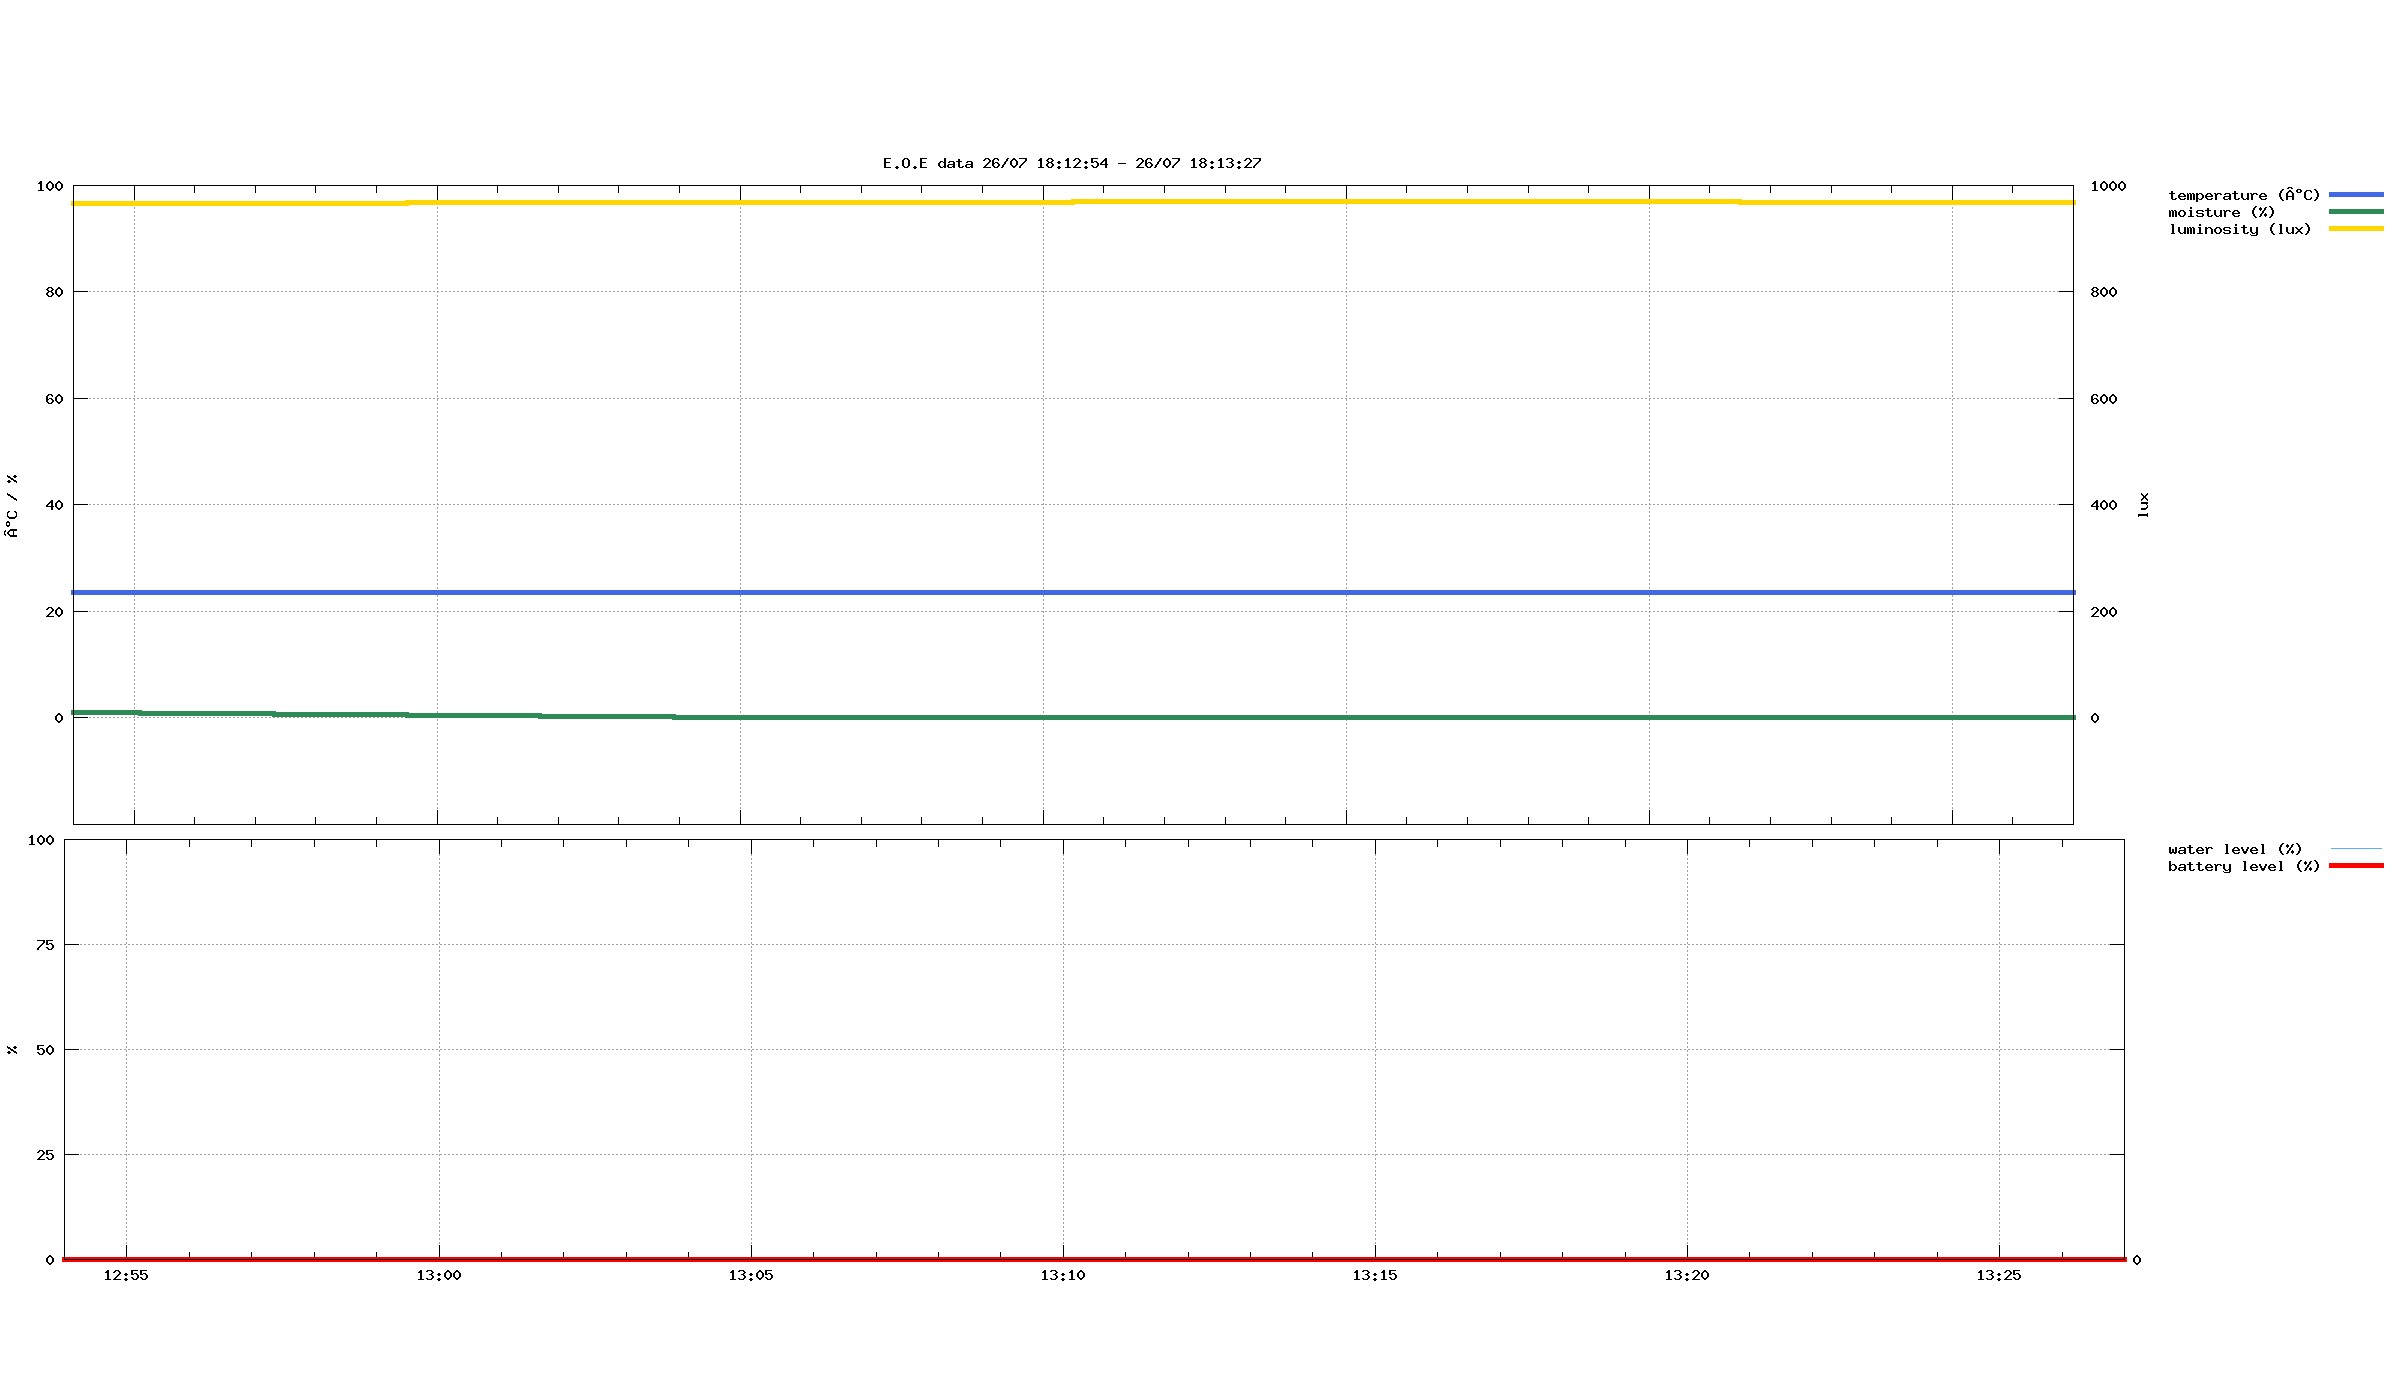 E.O.E data 26/07 18:12:54 - 26/07 18:13:27
100
80
60
40
20
0
Â°C / %
1000
800
600
400
200
0
lux
temperature (Â°C)
moisture (%)
luminosity (lux)
100
75
50
25
0
%
0
water level (%)
battery level (%)
12:55 13:00 13:05 13:10 13:15 13:20 13:25